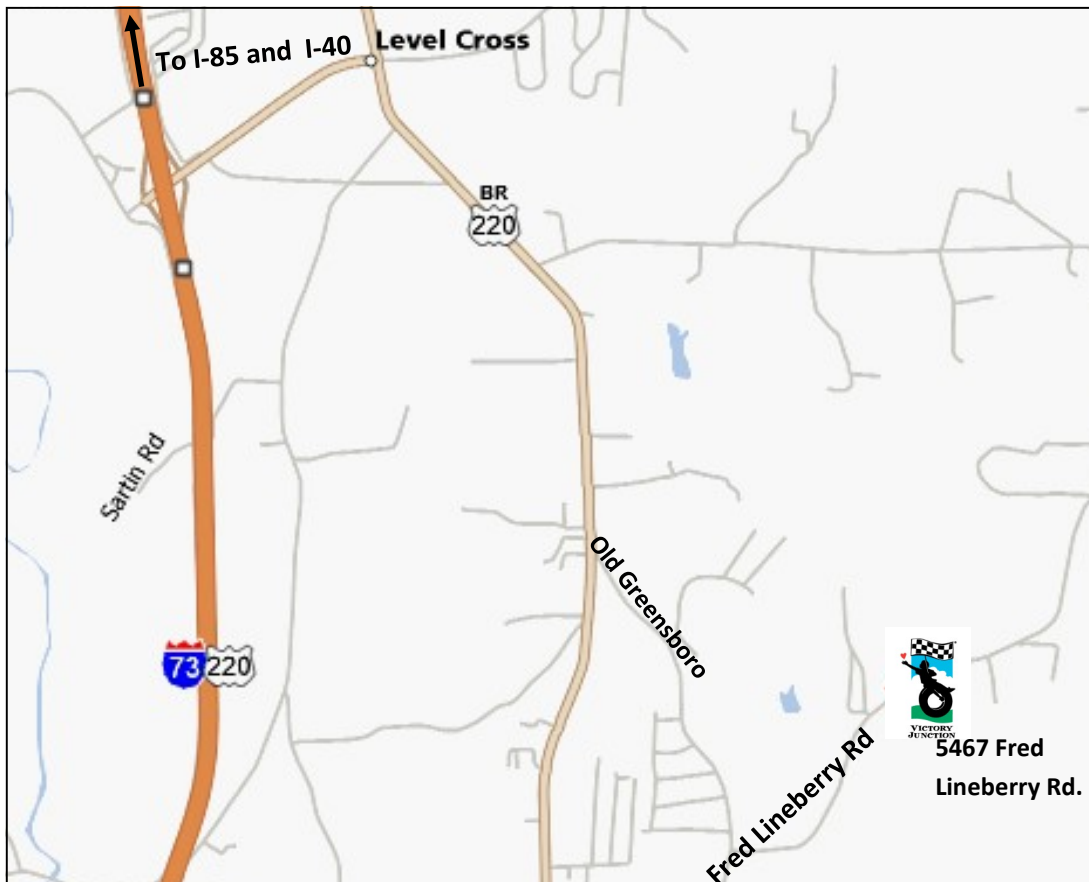 To I-85 and I-40
Level Cross
BR
220
Sartin Rd
Old Greensboro
73
220
VICTORY
JUNCTION
5467 Fred
Lineberry Rd.
Fred Lineberry Rd